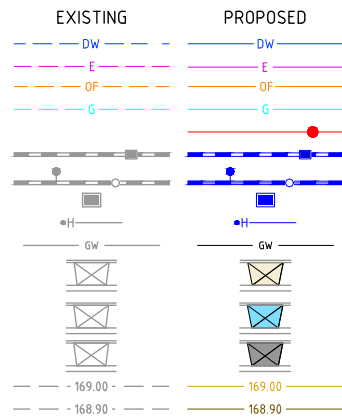 EXISTING PROPOSED
DW DW
E E
OF OF
G G
H H
GW GW
169.00 169.00
168.90 168.90